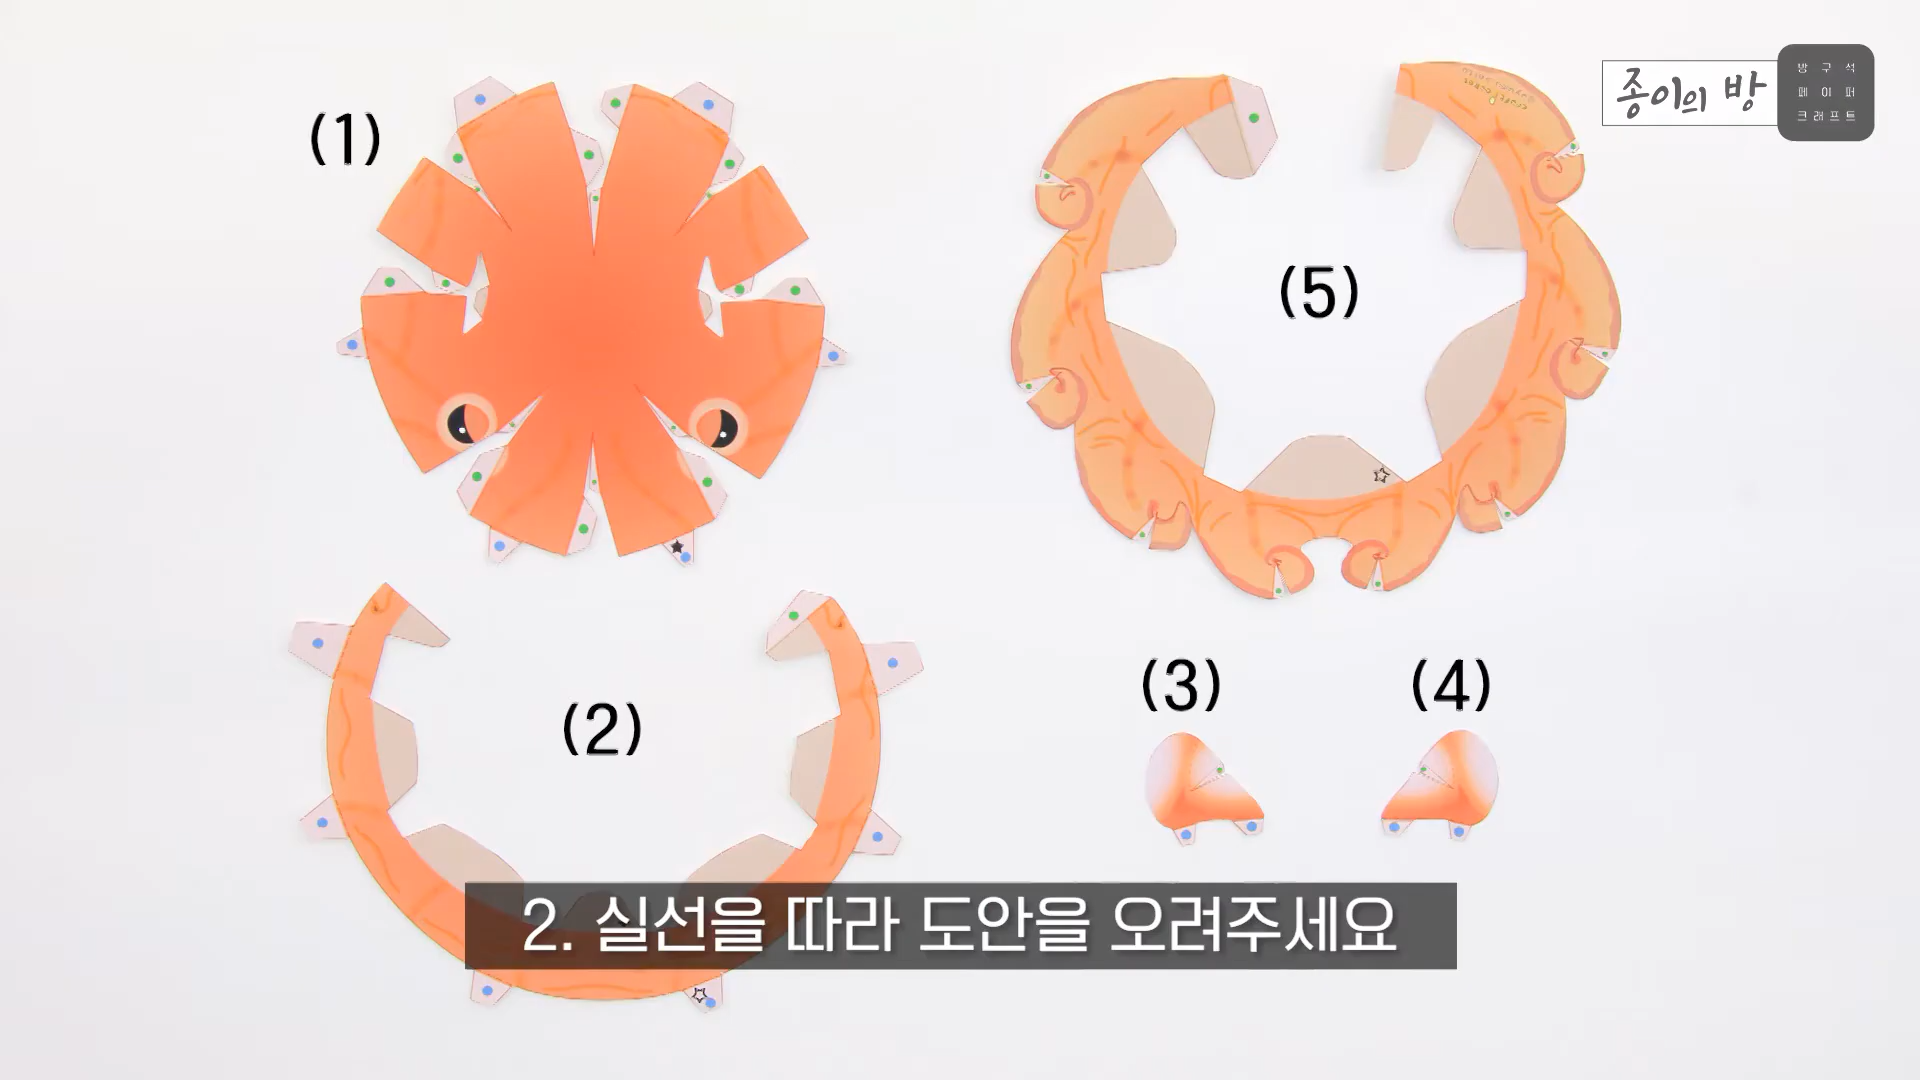 (1)
(5)
종이의 방
방 구 석
페 이 퍼
크 래 프 트
(2)
(3)
(4)
2. 실선을 따라 도안을 오려주세요